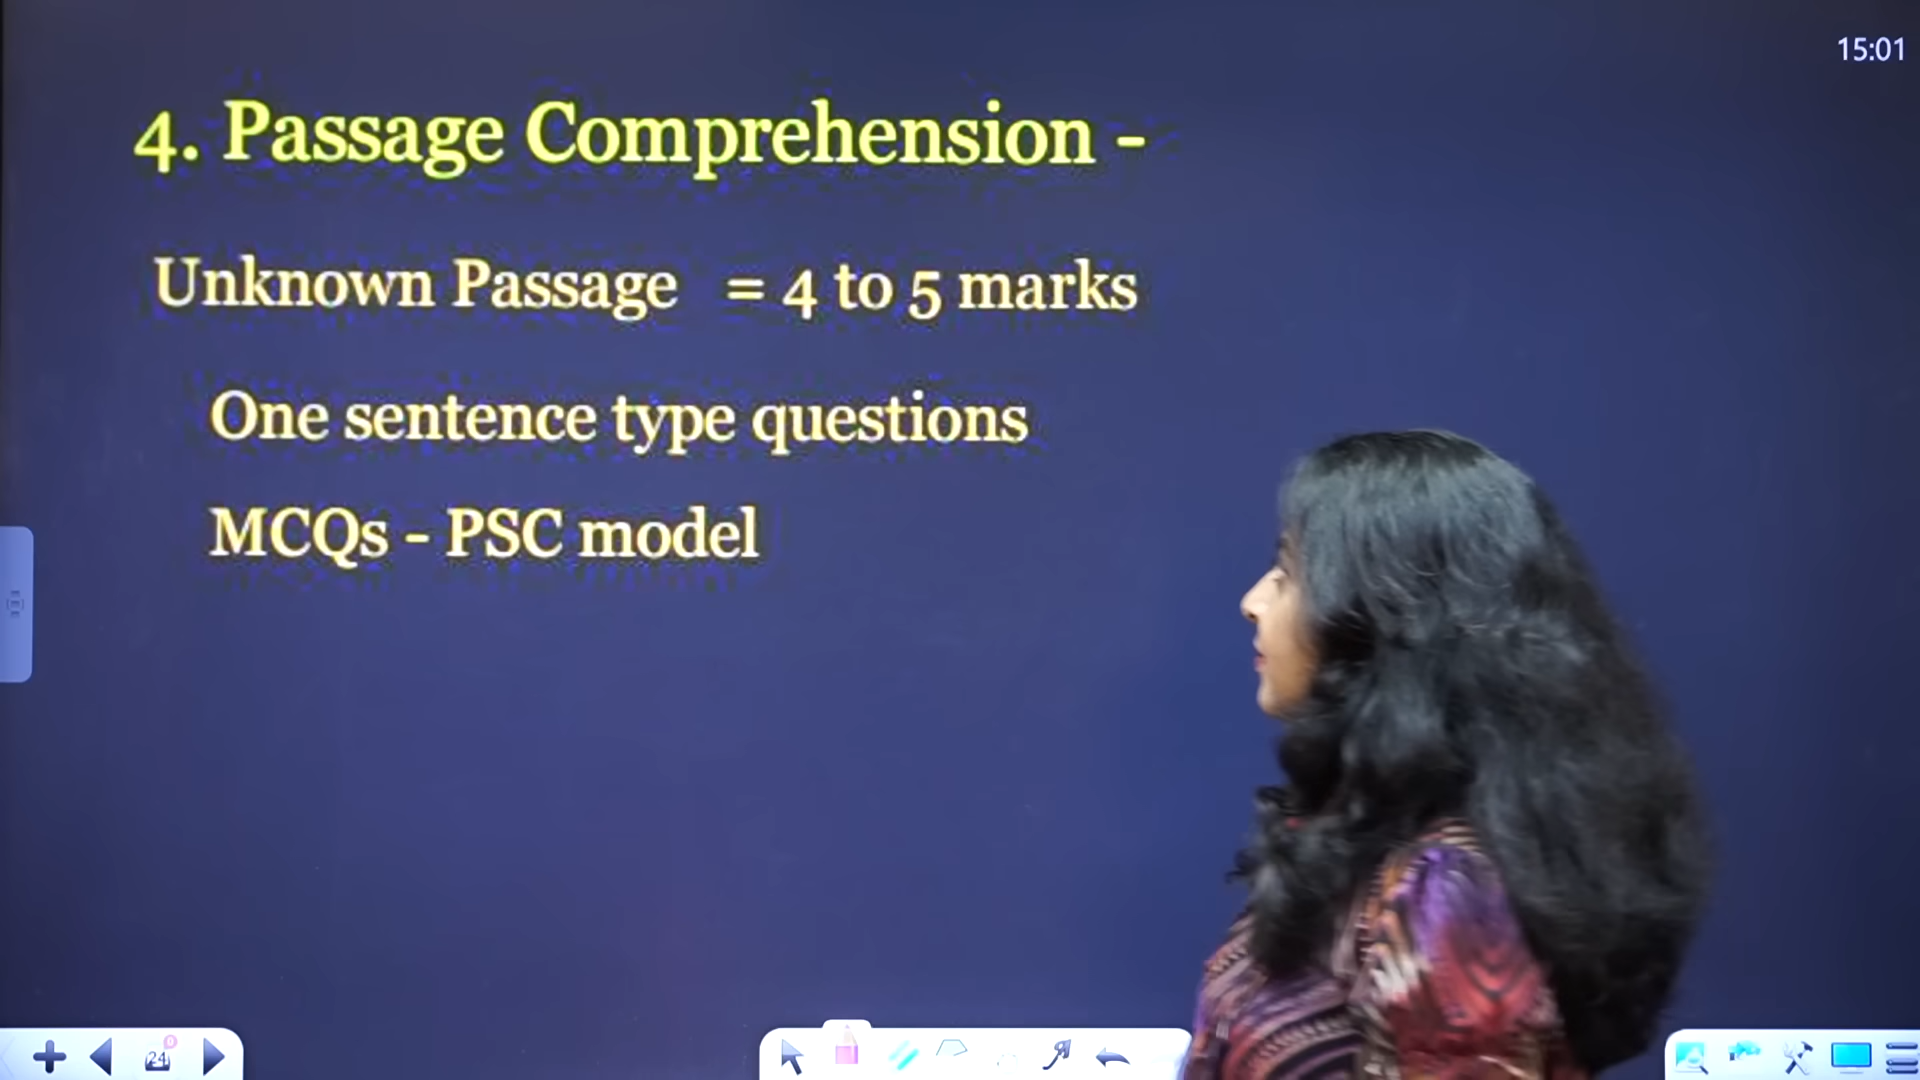 15:01
4. Passage Comprehension -
Unknown Passage = 4 to 5 marks
One sentence type questions
MCQs - PSC model
24
0